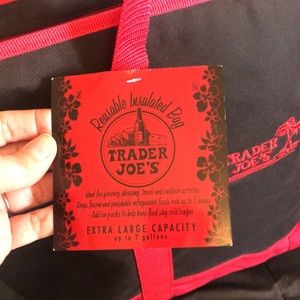 Reusable Insulated Bag
TRADER
JOE'S
Ideal for grocery shopping, travel and outdoor activities.
Keeps frozen and perishable refrigerated foods cold up to hours
Add ice packs to help keep food stay cold longer.
EXTRA LARGE CAPACITY
up to 7 gallons
TRADER
JOE'S